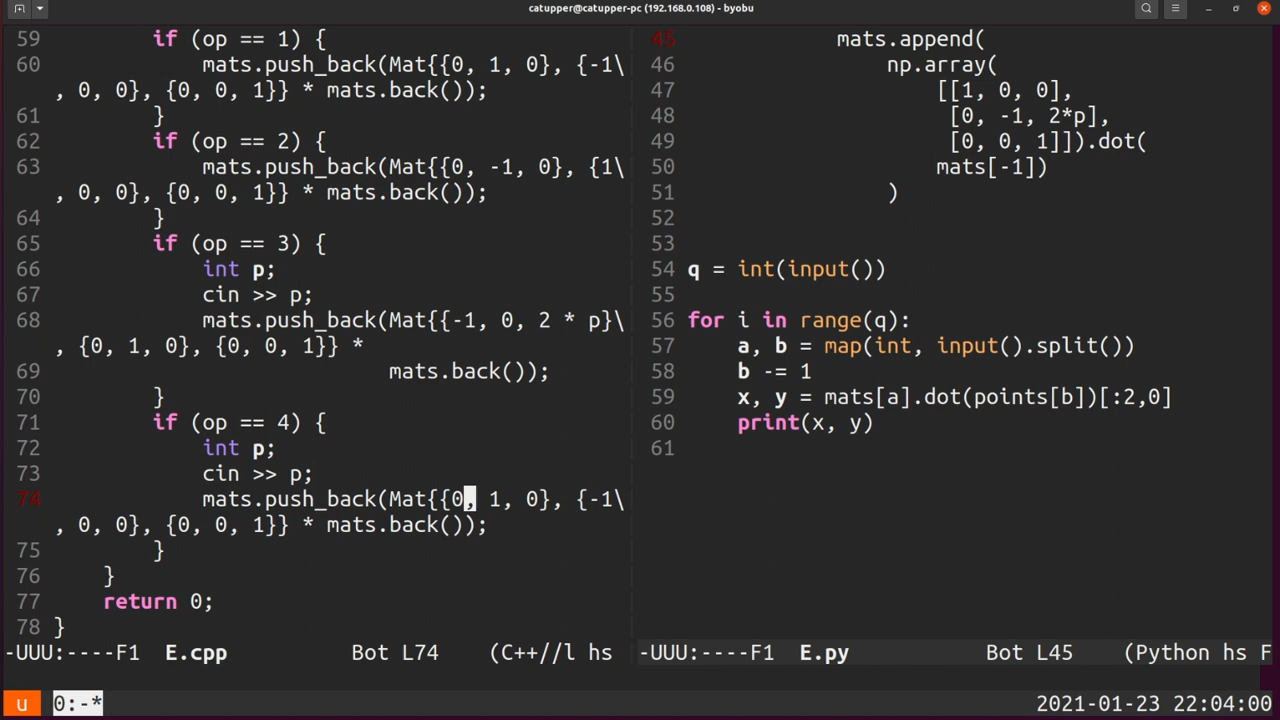 catupper@catupper-pc (192.168.0.108) - byobu
59 if (op == 1) {
60 mats.push_back(Mat{{0, 1, 0}, {-1\
, 0, 0}, {0, 0, 1}} * mats.back());
61 }
62 if (op == 2) {
63 mats.push_back(Mat{{0, -1, 0}, {1\
, 0, 0}, {0, 0, 1}} * mats.back());
64 }
65 if (op == 3) {
66 int p;
67 cin >> p;
68 mats.push_back(Mat{{-1, 0, 2 * p}\
, {0, 1, 0}, {0, 0, 1}} *
69 mats.back());
70 }
71 if (op == 4) {
72 int p;
73 cin >> p;
74 mats.push_back(Mat{{0, 1, 0}, {-1\
, 0, 0}, {0, 0, 1}} * mats.back());
75 }
76 }
77 return 0;
78 }
-UUU:----F1 E.cpp Bot L74 (C++//l hs
45 mats.append(
46 np.array(
47 [[1, 0, 0],
48 [0, -1, 2*p],
49 [0, 0, 1]]).dot(
50 mats[-1])
51 )
52
53
54 q = int(input())
55
56 for i in range(q):
57 a, b = map(int, input().split())
58 b -= 1
59 x, y = mats[a].dot(points[b])[:2,0]
60 print(x, y)
61
-UUU:----F1 E.py Bot L45 (Python hs F
u 0:-* 2021-01-23 22:04:00